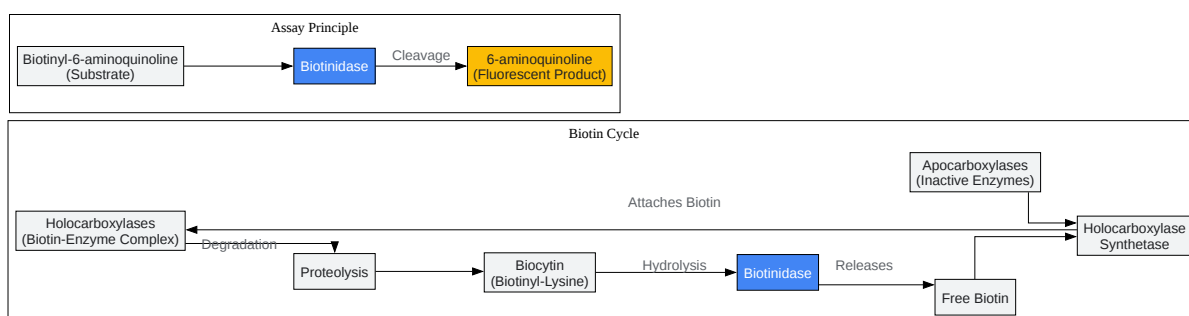 Assay Principle
Biotinyl-6-aminoquinoline
(Substrate)
Biotinidase
Cleavage
6-aminoquinoline
(Fluorescent Product)
Biotin Cycle
Apocarboxylases
(Inactive Enzymes)
Attaches Biotin
Holocarboxylases
(Biotin-Enzyme Complex)
Degradation
Holocarboxylase
Synthetase
Proteolysis
Biocytin
(Biotinyl-Lysine)
Hydrolysis
Biotinidase
Releases
Free Biotin